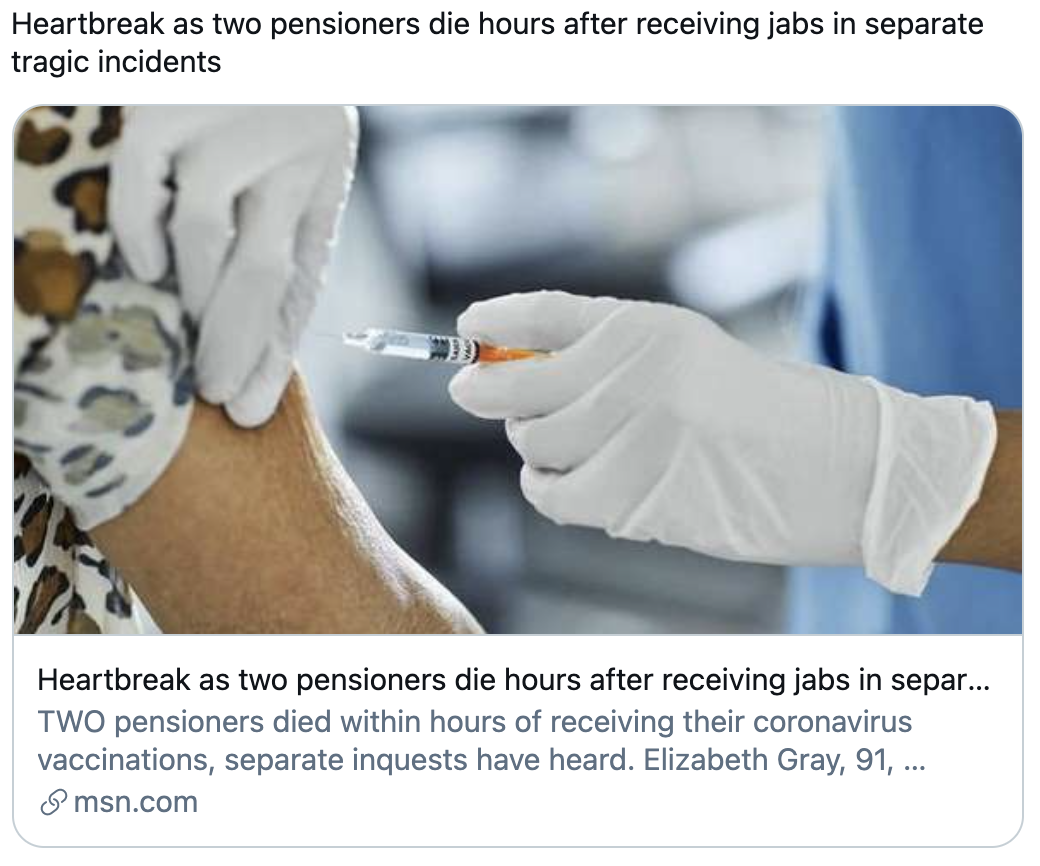 Heartbreak as two pensioners die hours after receiving jabs in separate
tragic incidents
Heartbreak as two pensioners die hours after receiving jabs in separ...
TWO pensioners died within hours of receiving their coronavirus
vaccinations, separate inquests have heard. Elizabeth Gray, 91, ...
msn.com